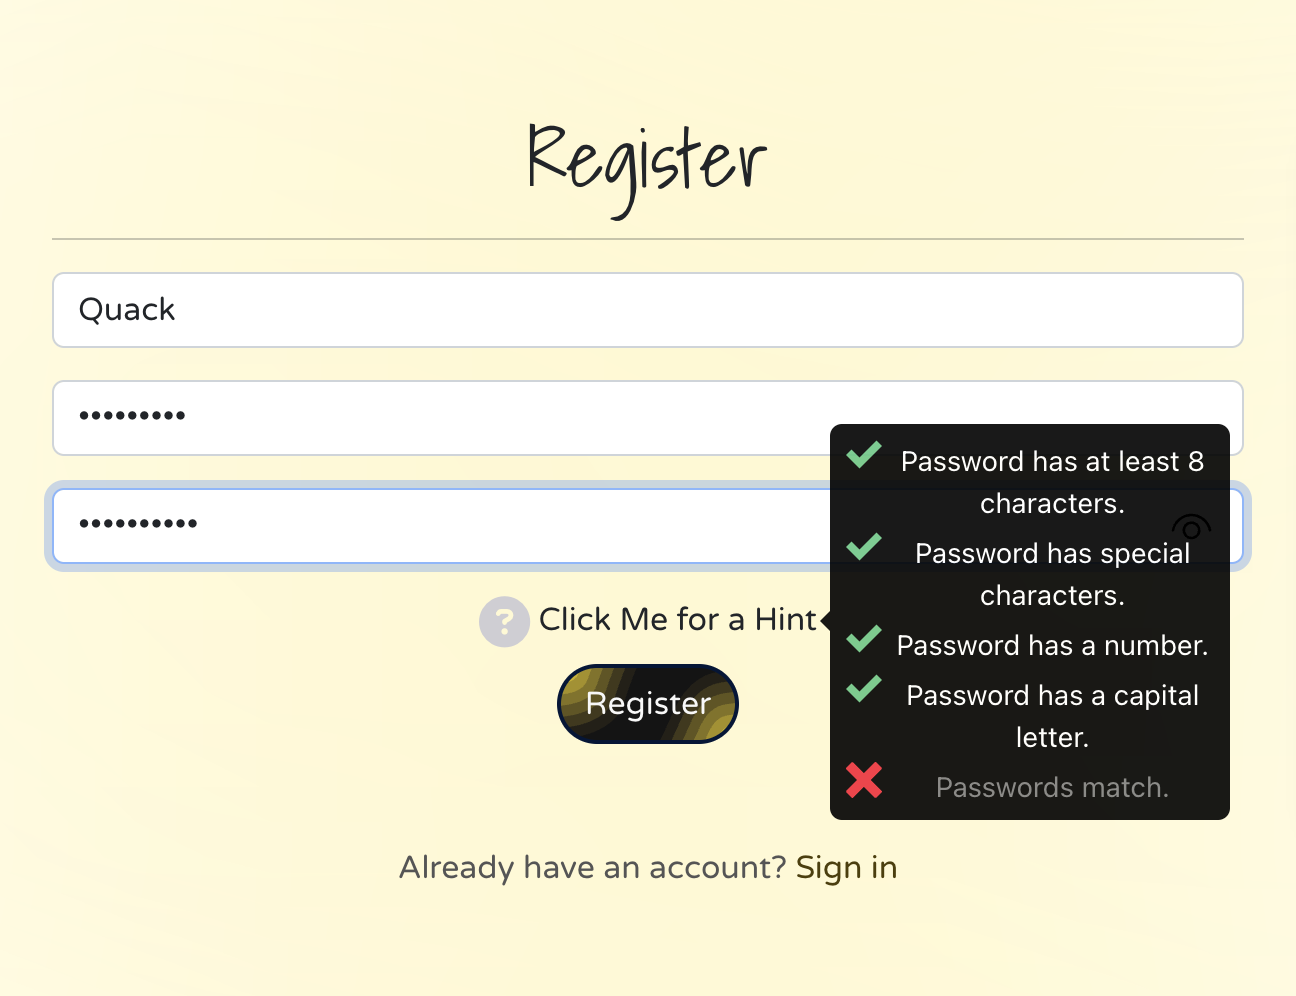 Register
Quack
•••••••••
••••••••••
Password has at least 8
characters.
Password has special
characters.
Password has a number.
Password has a capital
letter.
Passwords match.
? Click Me for a Hint
Register
Already have an account? Sign in